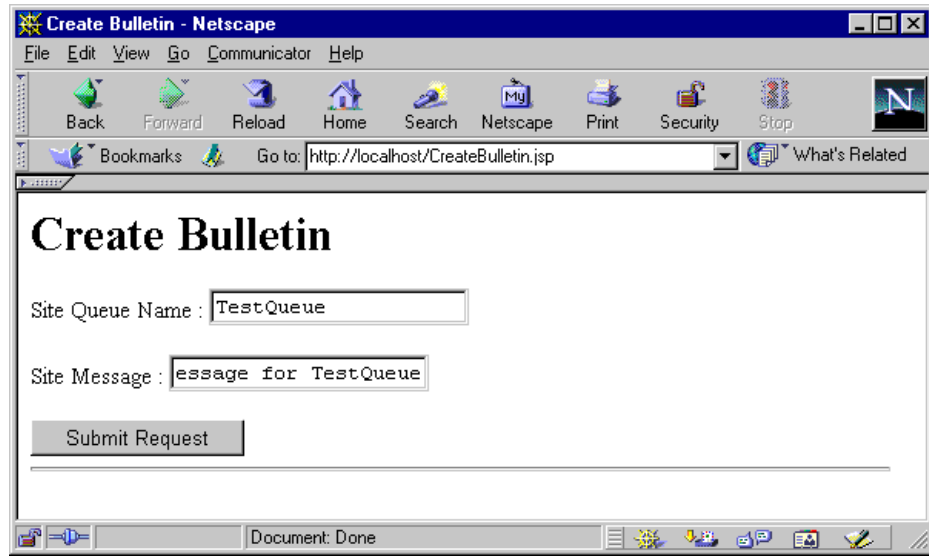 Create Bulletin - Netscape
File Edit View Go Communicator Help
My
N
Back Forward Reload Home Search Netscape Print Security Stop
Bookmarks Go to: http://localhost/CreateBulletin.jsp What's Related
Create Bulletin
Site Queue Name : TestQueue
Site Message : essage for TestQueue
Submit Request
Document: Done